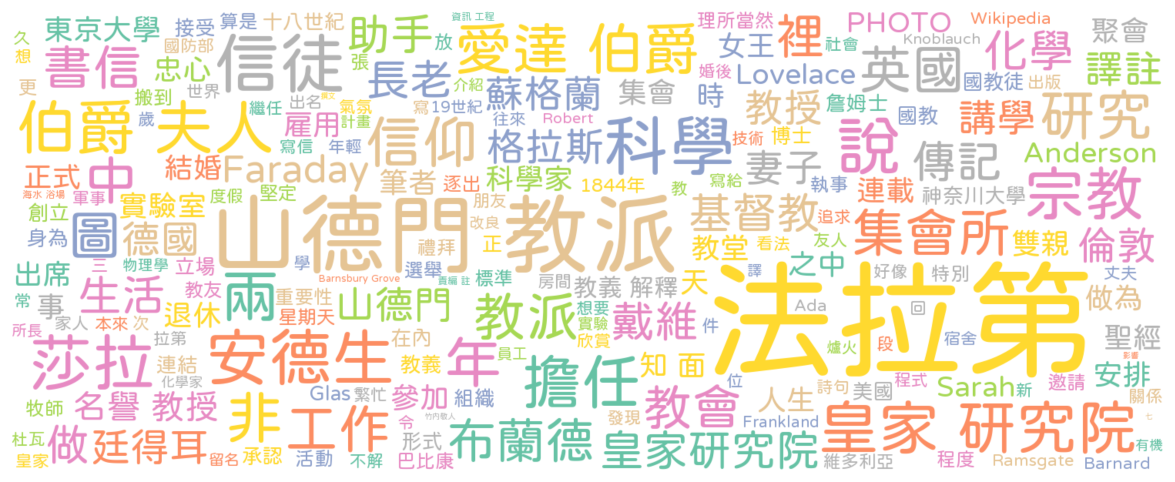 久 東京大學 接受 算是 十八世紀 助手 放 資訊 工程 愛達 伯爵 理所當然 裡 PHOTO Wikipedia 聚會
想 書信 國防部 忠心 信徒 張 長老 介紹 婚後 女王 社會 英國 Knoblauch 化學 譯註
更 搬到 世界 氣氛 蘇格蘭 集會 時 Lovelace 國教徒 出版
伯爵 夫人 繼任 出名 雇用 計畫 寫 19世紀 往來 Robert 教授 詹姆士 國教 講學 研究
歲 寫信 年輕 信仰 格拉斯 科學 技術 博士 說 傳記 Anderson
正式 中 結婚 Faraday 筆者 逐出 科學家 1844年 教 寫給 妻子 執事 連載 神奈川大學 宗教
海水 浴場 軍事 實驗室 度假 堅定 朋友 基督教 追求
創立 圖 德國 山德門 教派 改良 教堂 看法 友人 集會所 雙親 倫敦
身為 禮拜 正
出席 三 物理學 立場 學 Barnsbury Grove 選舉 責編 註 標準 房間 教義 解釋 天 譯 之中 好像 特別 丈夫
常 事 生活 教友 兩 重要性 山德門 教派 想要 法拉第 做為
所長 家人 本來 次 退休 星期天 實驗 戴維 件 Ada 回 聖經
拉第 安德生 在內 欣賞 爐火 段 宿舍 影響
莎拉 連結 教義 年 員工 擔任 知 面 位 詩句 美國 程式 Sarah 新 邀請 安排
化學家 Glas 繁忙 參加 組織 教會 人生 關係
牧師 名譽 教授 非 工作 令 竹內敬人 發現 Frankland 皇家 研究院
杜瓦 做 廷得耳 承認 形式 布蘭德 皇家研究院 有機
皇家 留名 活動 不解 巴比康 維多利亞 程度 Ramsgate Barnard